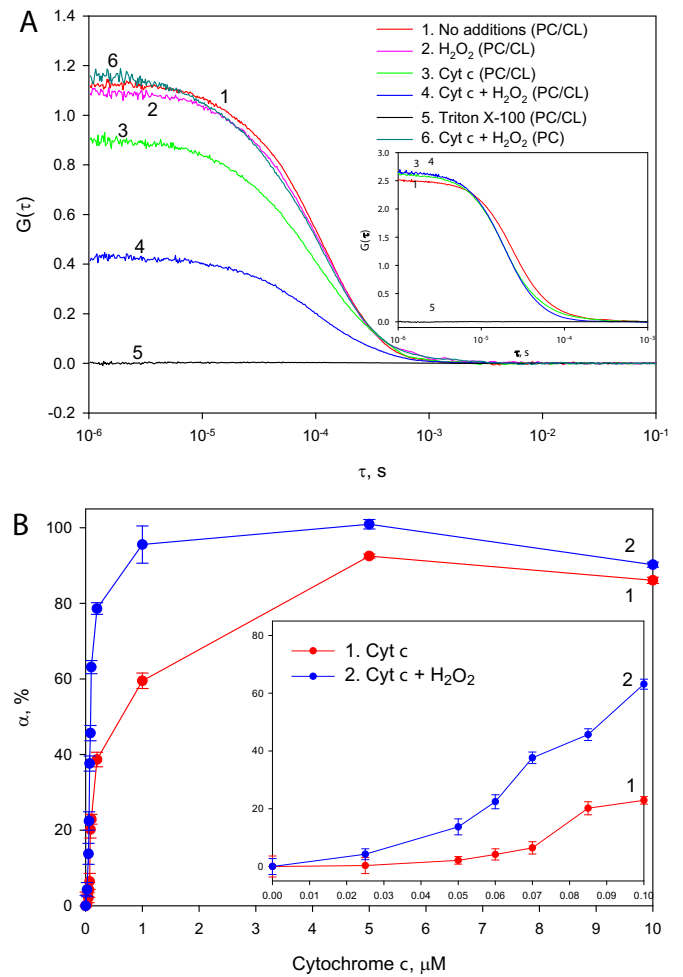 A
1.4
1.2
1.0
0.8
0.6
0.4
0.2
0.0
-0.2
G(τ)
10-6
10-5
10-4
10-3
10-2
10-1
τ, s
6
1
2
3
4
5
1. No additions (PC/CL)
2. H2O2 (PC/CL)
3. Cyt c (PC/CL)
4. Cyt c + H2O2 (PC/CL)
5. Triton X-100 (PC/CL)
6. Cyt c + H2O2 (PC)
3.0
2.5
2.0
1.5
1.0
0.5
0.0
G(τ)
3 4
1
5
10-6
10-5
10-4
10-3
τ, s
B
100
80
60
40
20
0
α, %
2
1
80
60
40
20
0
1. Cyt c
2. Cyt c + H2O2
2
1
0.00 0.01 0.02 0.03 0.04 0.05 0.06 0.07 0.08 0.09 0.10
0 1 2 3 4 5 6 7 8 9 10
Cytochrome c, μM